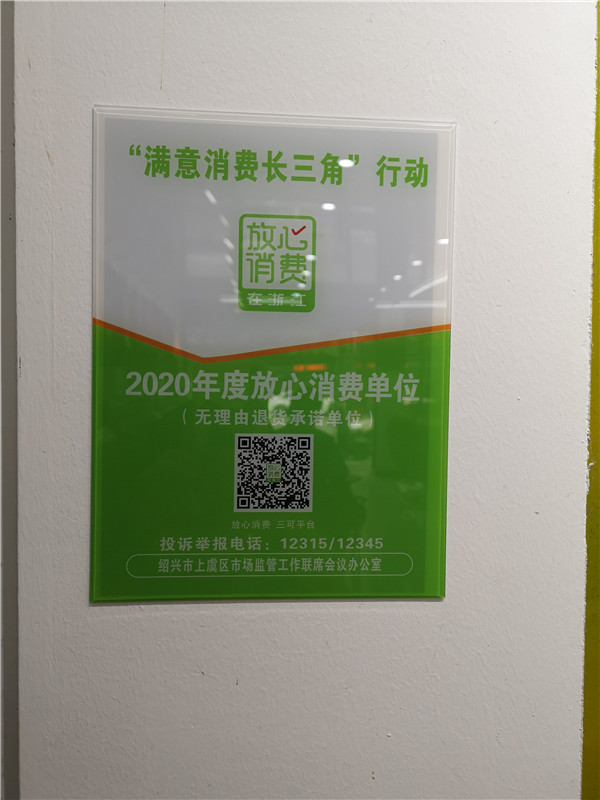 “满意消费长三角”行动
放心
消费
在浙江
2020年度放心消费单位
（无理由退货承诺单位）
放心消费 三可平台
投诉举报电话：12315/12345
绍兴市上虞区市场监管工作联席会议办公室